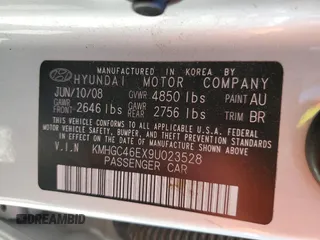 MANUFACTURED IN KOREA BY
HYUNDAI MOTOR COMPANY
JUN/10/08 GVWR 4850 lbs PAINT AU
GAWR FRONT 2646 lbs GAWR REAR 2756 lbs TRIM BR
THIS VEHICLE CONFORMS TO ALL APPLICABLE U.S. FEDERAL MOTOR VEHICLE
SAFETY, BUMPER, AND THEFT PREVENTION STANDARDS
IN EFFECT ON THE DATE OF MANUFACTURE SHOWN ABOVE.
V.I.N KMHGC46EX9U023528
PASSENGER CAR
DREAMBID